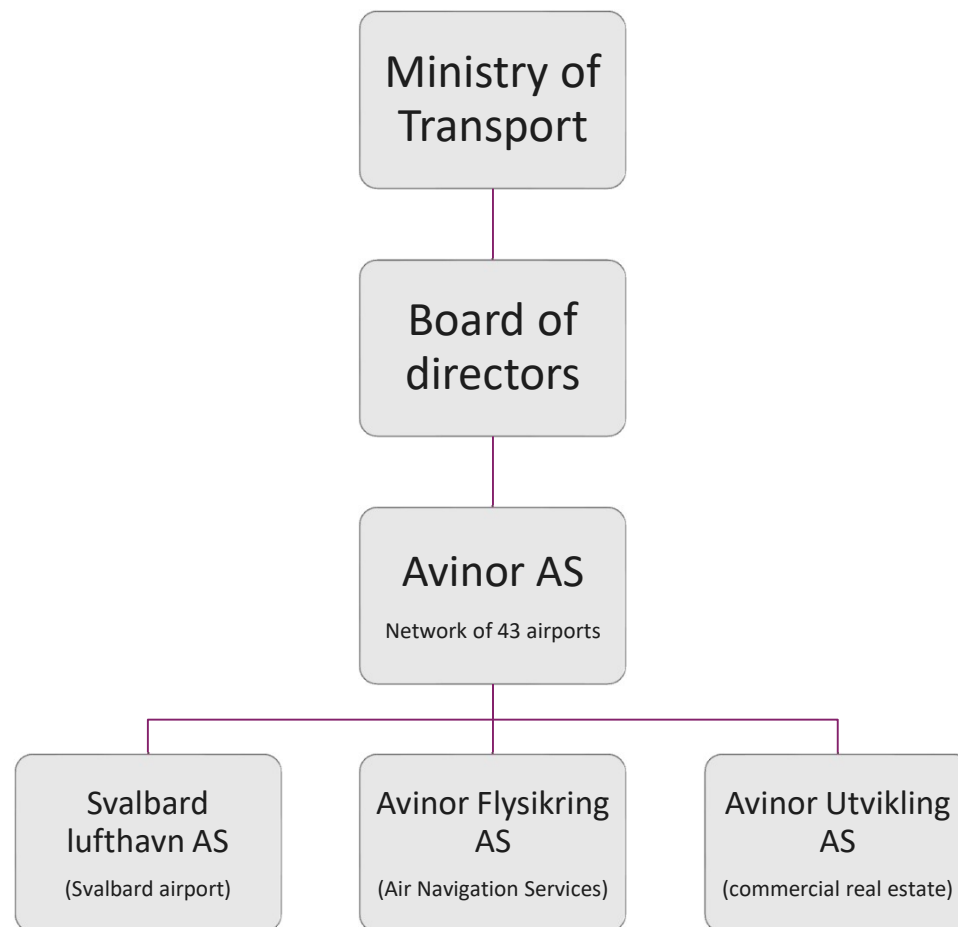 Ministry of
Transport
Board of
directors
Avinor AS
Network of 43 airports
Svalbard
lufthavn AS
(Svalbard airport)
Avinor Flysikring
AS
(Air Navigation Services)
Avinor Utvikling
AS
(commercial real estate)